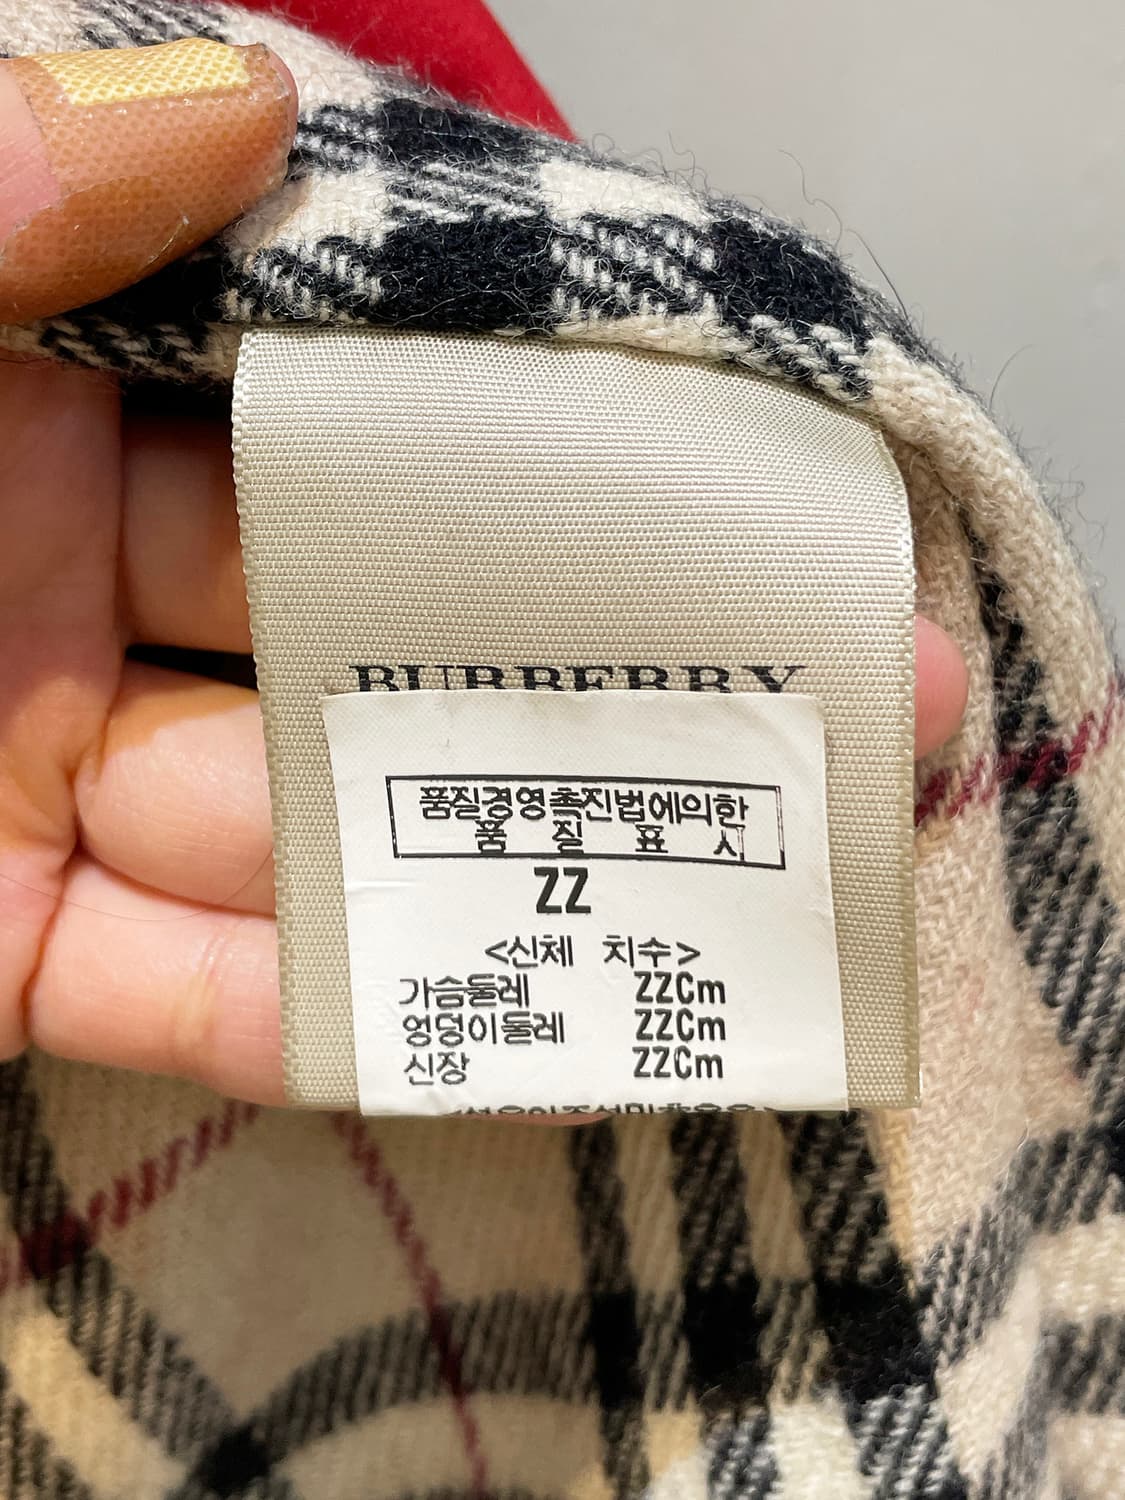 BURBERRY
품질경영촉진법에의한
품 질 표 시
ZZ
<신체 치수>
가슴둘레 ZZCm
엉덩이둘레 ZZCm
신장 ZZCm